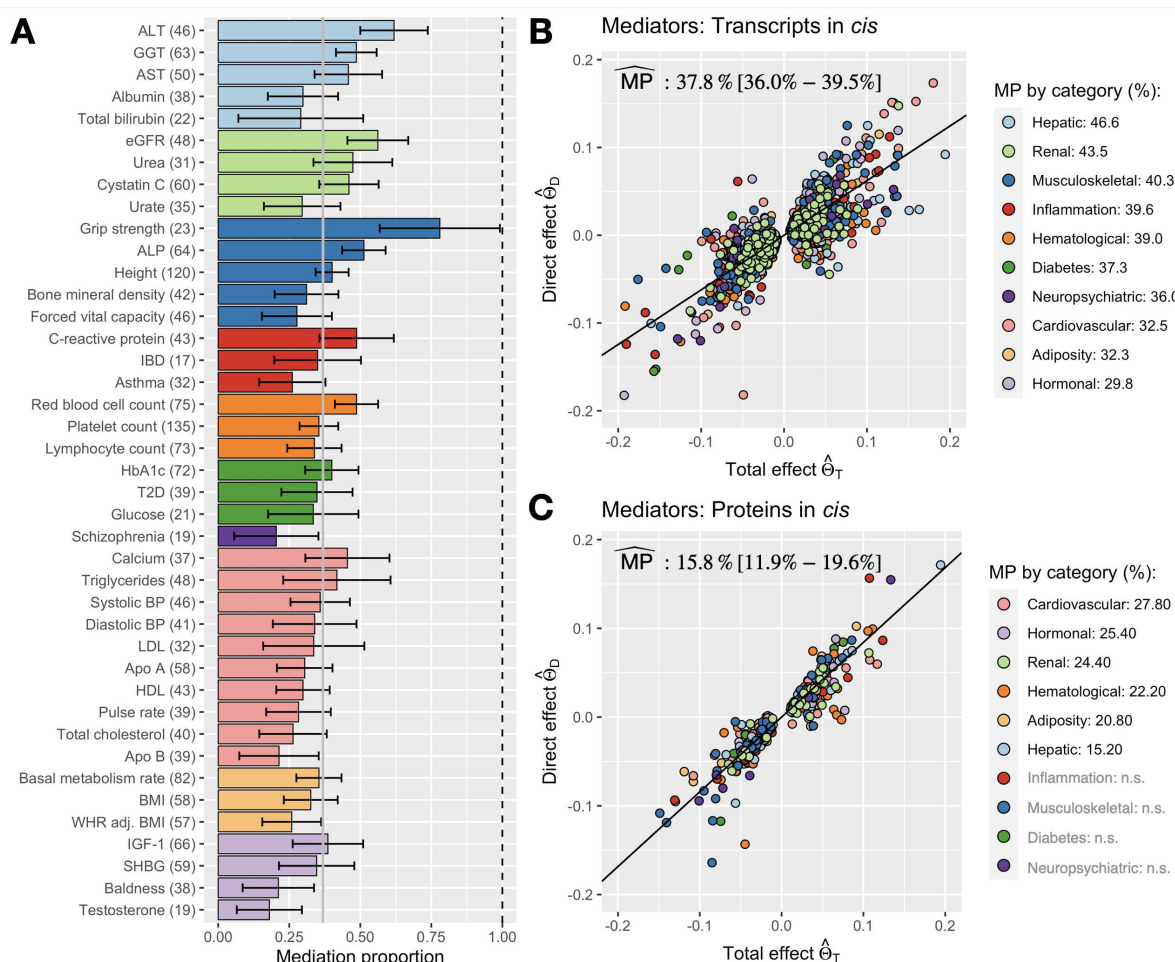 A
ALT (46)
GGT (63)
AST (50)
Albumin (38)
Total bilirubin (22)
eGFR (48)
Urea (31)
Cystatin C (60)
Urate (35)
Grip strength (23)
ALP (64)
Height (120)
Bone mineral density (42)
Forced vital capacity (46)
C-reactive protein (43)
IBD (17)
Asthma (32)
Red blood cell count (75)
Platelet count (135)
Lymphocyte count (73)
HbA1c (72)
T2D (39)
Glucose (21)
Schizophrenia (19)
Calcium (37)
Triglycerides (48)
Systolic BP (46)
Diastolic BP (41)
LDL (32)
Apo A (58)
HDL (43)
Pulse rate (39)
Total cholesterol (40)
Apo B (39)
Basal metabolism rate (82)
BMI (58)
WHR adj. BMI (57)
IGF-1 (66)
SHBG (59)
Baldness (38)
Testosterone (19)
0.00 0.25 0.50 0.75 1.00
Mediation proportion
B
Mediators: Transcripts in cis
M̂P : 37.8 % [36.0% − 39.5%]
0.2
0.1
0.0
-0.1
-0.2
Direct effect Θ̂D
-0.2 -0.1 0.0 0.1 0.2
Total effect Θ̂T
MP by category (%):
Hepatic: 46.6
Renal: 43.5
Musculoskeletal: 40.3
Inflammation: 39.6
Hematological: 39.0
Diabetes: 37.3
Neuropsychiatric: 36.0
Cardiovascular: 32.5
Adiposity: 32.3
Hormonal: 29.8
C
Mediators: Proteins in cis
M̂P : 15.8 % [11.9% − 19.6%]
0.2
0.1
0.0
-0.1
-0.2
Direct effect Θ̂D
-0.2 -0.1 0.0 0.1 0.2
Total effect Θ̂T
MP by category (%):
Cardiovascular: 27.80
Hormonal: 25.40
Renal: 24.40
Hematological: 22.20
Adiposity: 20.80
Hepatic: 15.20
Inflammation: n.s.
Musculoskeletal: n.s.
Diabetes: n.s.
Neuropsychiatric: n.s.